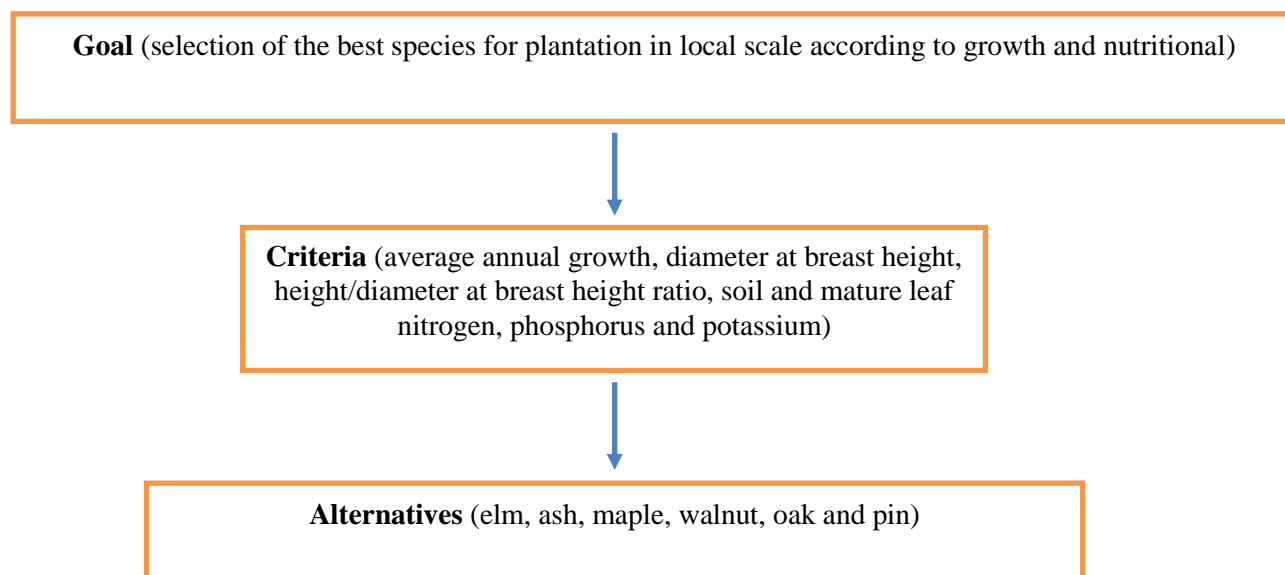 Goal (selection of the best species for plantation in local scale according to growth and nutritional)
Criteria (average annual growth, diameter at breast height,
height/diameter at breast height ratio, soil and mature leaf
nitrogen, phosphorus and potassium)
Alternatives (elm, ash, maple, walnut, oak and pin)